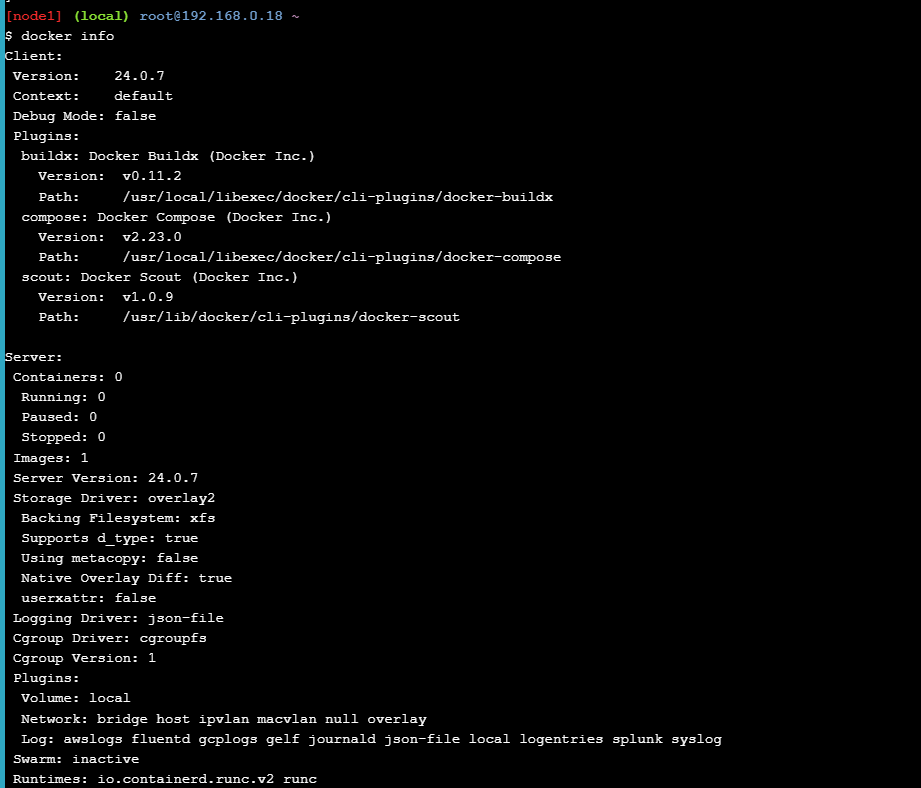 [node1] (local) root@192.168.0.18 ~
$ docker info
Client:
 Version:    24.0.7
 Context:    default
 Debug Mode: false
 Plugins:
  buildx: Docker Buildx (Docker Inc.)
    Version:  v0.11.2
    Path:     /usr/local/libexec/docker/cli-plugins/docker-buildx
  compose: Docker Compose (Docker Inc.)
    Version:  v2.23.0
    Path:     /usr/local/libexec/docker/cli-plugins/docker-compose
  scout: Docker Scout (Docker Inc.)
    Version:  v1.0.9
    Path:     /usr/lib/docker/cli-plugins/docker-scout

Server:
 Containers: 0
  Running: 0
  Paused: 0
  Stopped: 0
 Images: 1
 Server Version: 24.0.7
 Storage Driver: overlay2
  Backing Filesystem: xfs
  Supports d_type: true
  Using metacopy: false
  Native Overlay Diff: true
  userxattr: false
 Logging Driver: json-file
 Cgroup Driver: cgroupfs
 Cgroup Version: 1
 Plugins:
  Volume: local
  Network: bridge host ipvlan macvlan null overlay
  Log: awslogs fluentd gcplogs gelf journald json-file local logentries splunk syslog
 Swarm: inactive
 Runtimes: io.containerd.runc.v2 runc